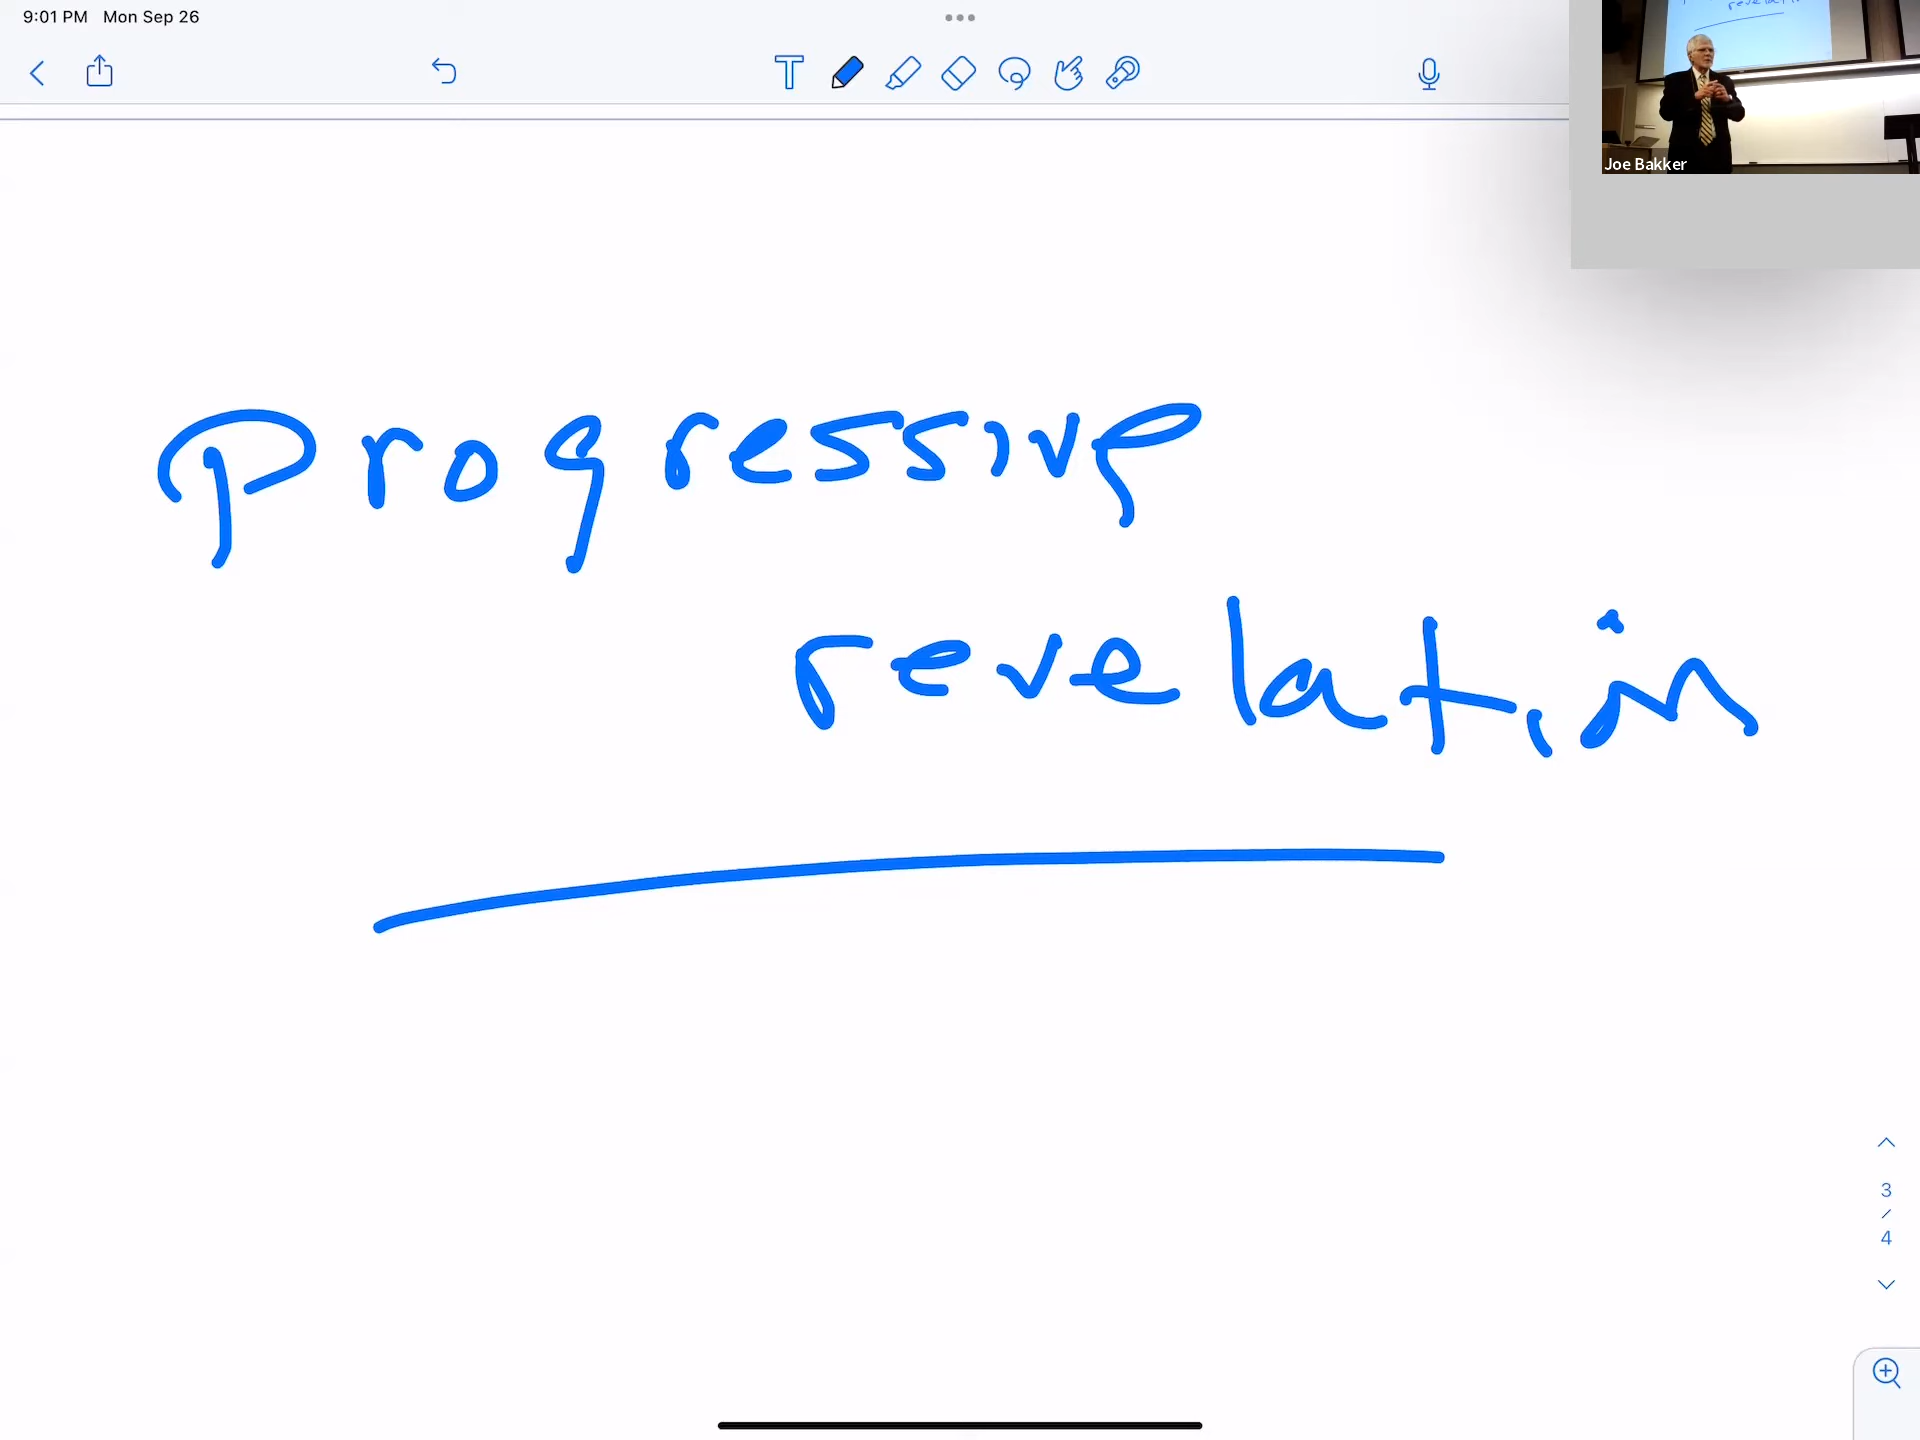 9:01 PM Mon Sep 26
Joe Bakker
progressive
revelation
3
/
4